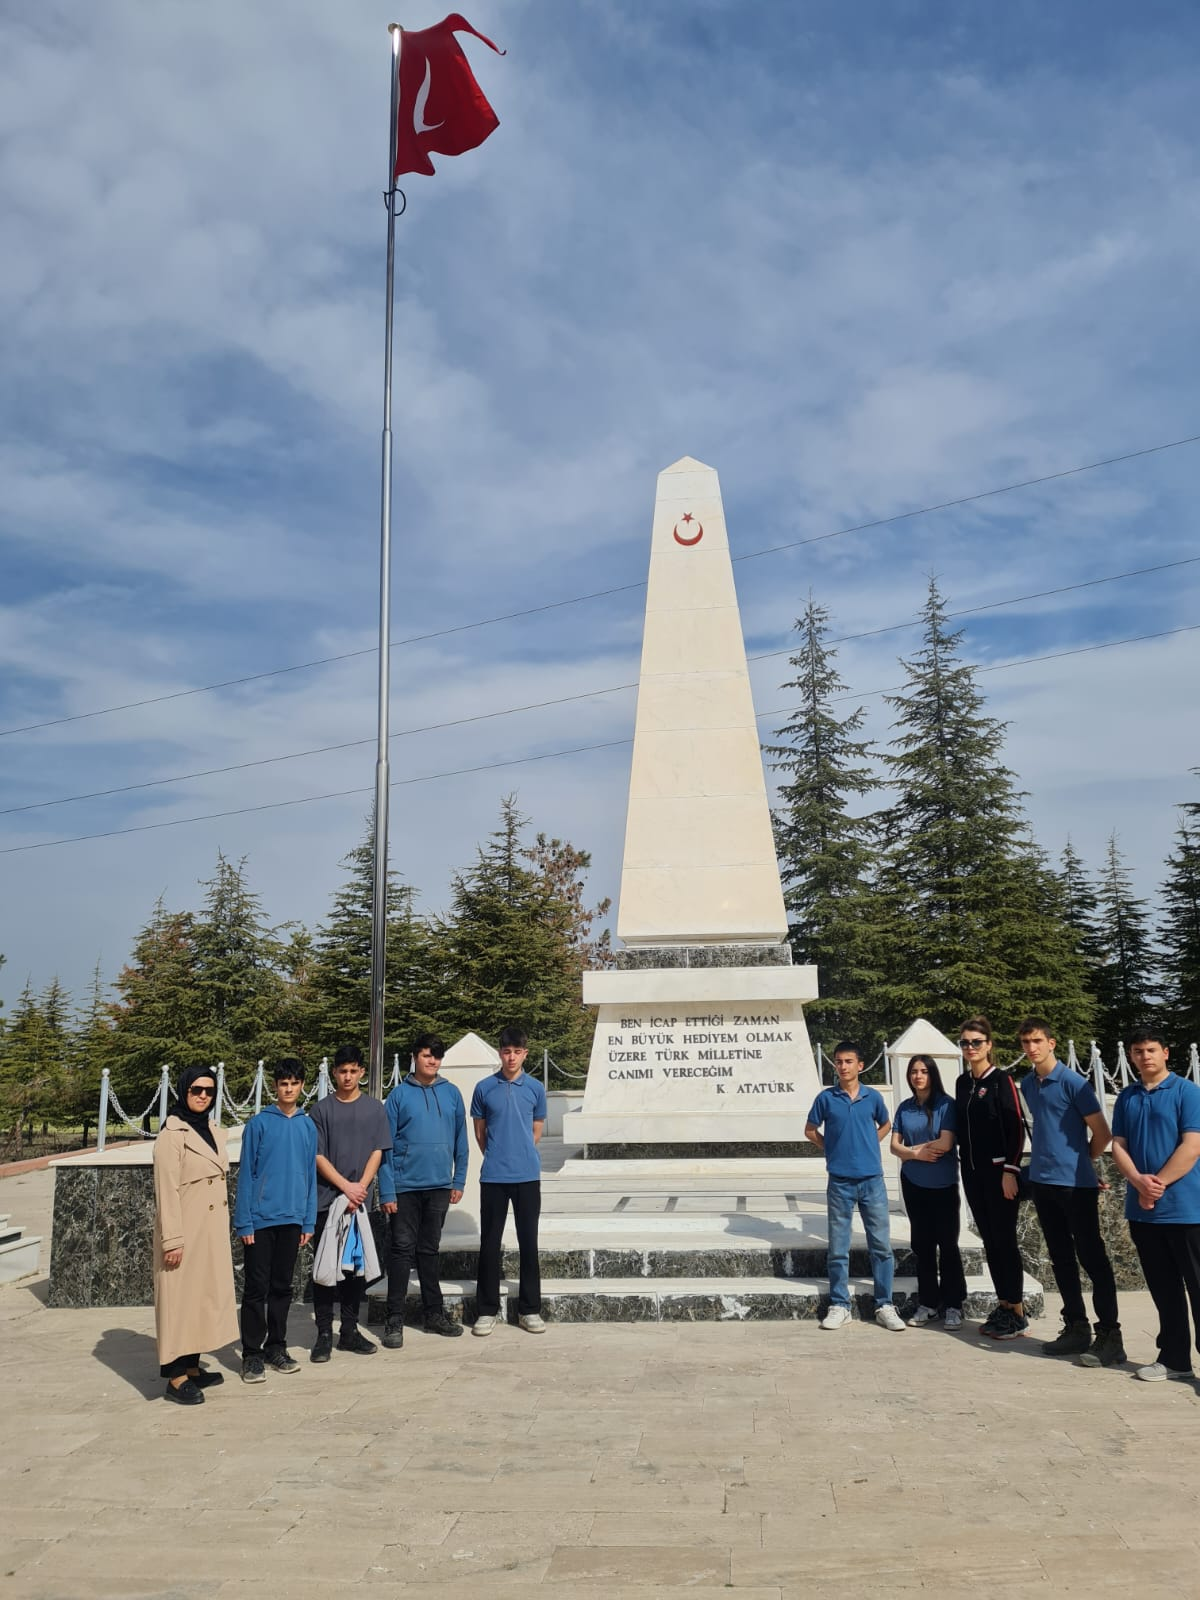 BEN İCAP ETTİĞİ ZAMAN
EN BÜYÜK HEDİYEM OLMAK
ÜZERE TÜRK MİLLETİNE
CANIMI VERECEĞİM
K ATATÜRK